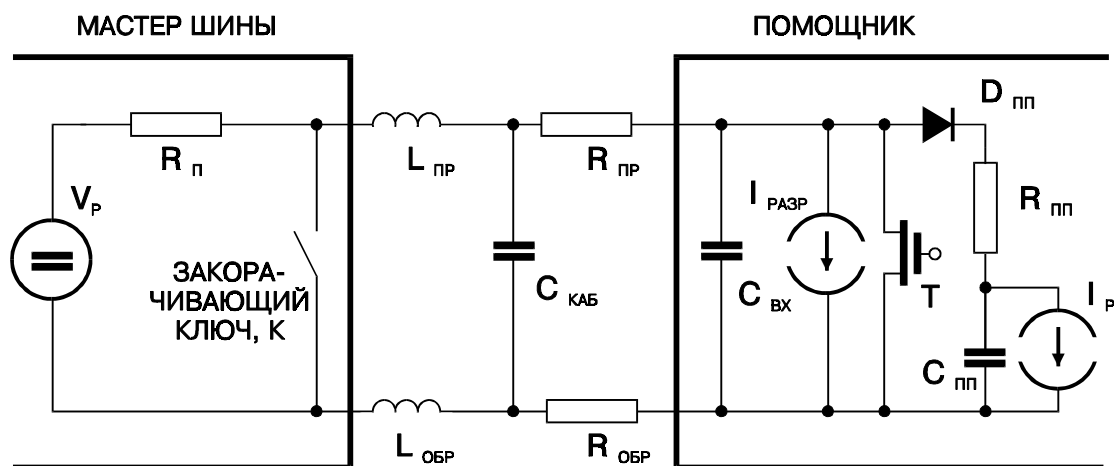 МАСТЕР ШИНЫ
ПОМОЩНИК
D ПП
R П
L ПР
R ПР
V Р
I РАЗР
R ПП
ЗАКОРА-
ЧИВАЮЩИЙ
КЛЮЧ, К
C КАБ
C ВХ
T
I Р
C ПП
L ОБР
R ОБР